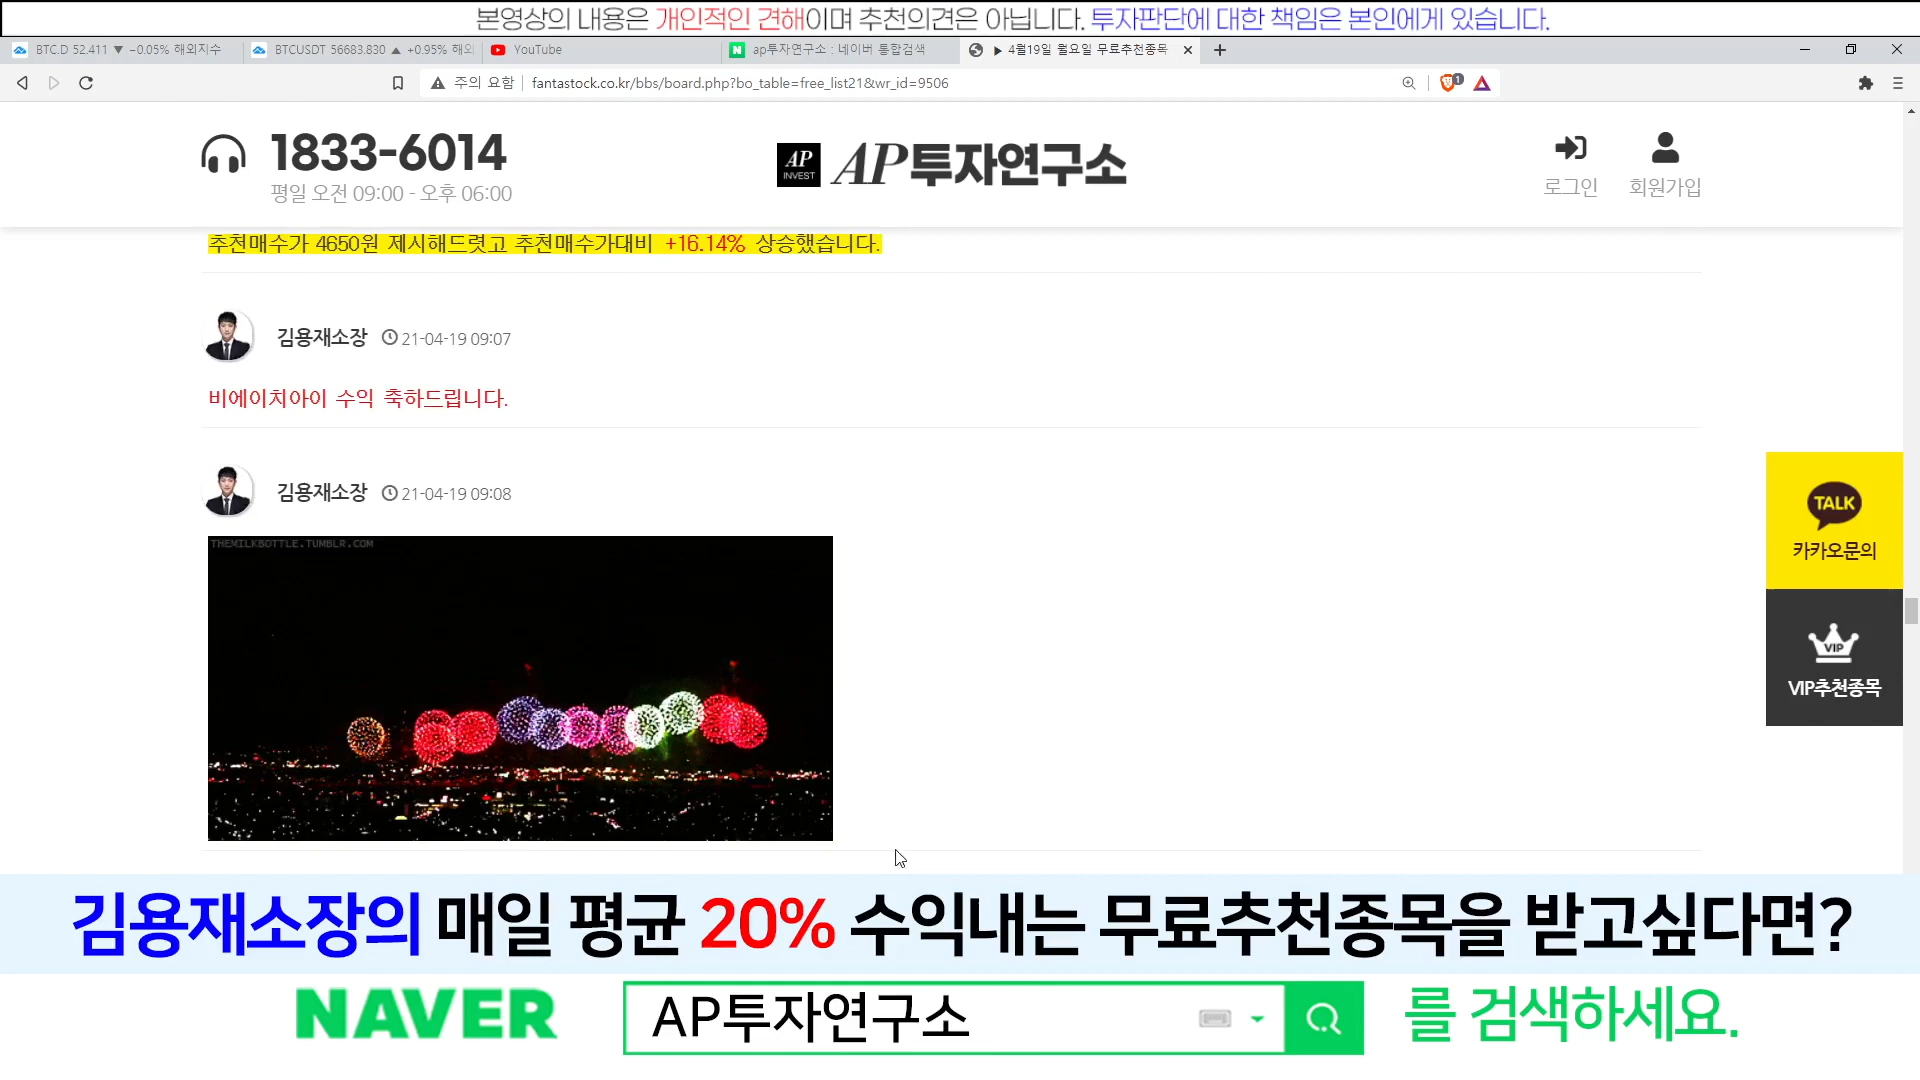 본영상의 내용은 개인적인 견해이며 추천의견은 아닙니다. 투자판단에 대한 책임은 본인에게 있습니다.
BTC.D 52.411 ▼ −0.05% 해외지수
BTCUSDT 56683.830 ▲ +0.95% 해외
YouTube
ap투자연구소 : 네이버 통합검색
▶ 4월19일 월요일 무료추천종목
주의 요함
fantastock.co.kr/bbs/board.php?bo_table=free_list21&wr_id=9506
1
1833-6014
평일 오전 09:00 - 오후 06:00
AP INVEST
AP투자연구소
로그인
회원가입
추천매수가 4650원 제시해드렷고 추천매수가대비 +16.14% 상승했습니다.
김용재소장 21-04-19 09:07
비에이치아이 수익 축하드립니다.
김용재소장 21-04-19 09:08
THEMILKBOTTLE.TUMBLR.COM
TALK
카카오문의
VIP
VIP추천종목
김용재소장의 매일 평균 20% 수익내는 무료추천종목을 받고싶다면?
NAVER AP투자연구소 를 검색하세요.